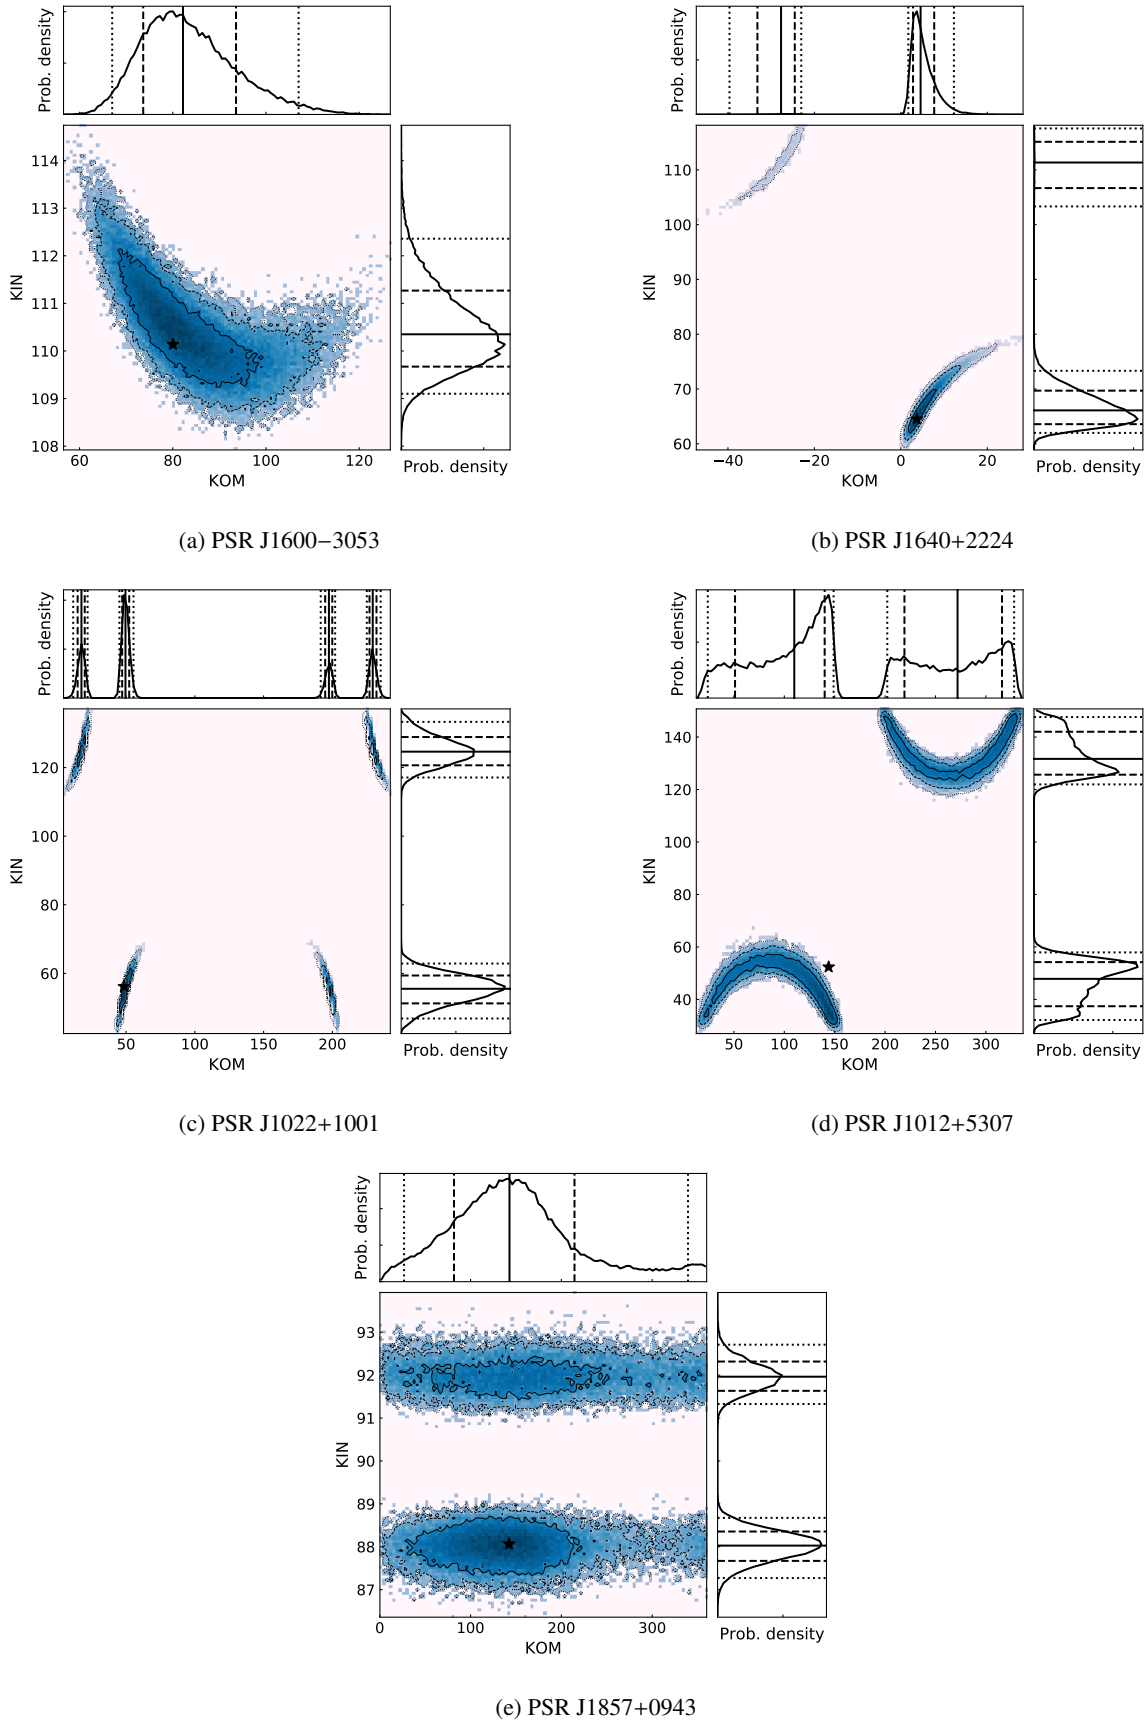 Prob. density
114
113
112
111
110
109
108
KIN
60 80 100 120
KOM
Prob. density
(a) PSR J1600−3053
Prob. density
110
100
90
80
70
60
KIN
−40 −20 0 20
KOM
Prob. density
(b) PSR J1640+2224
Prob. density
120
100
80
60
KIN
50 100 150 200
KOM
Prob. density
(c) PSR J1022+1001
Prob. density
140
120
100
80
60
40
KIN
50 100 150 200 250 300
KOM
Prob. density
(d) PSR J1012+5307
Prob. density
93
92
91
90
89
88
87
KIN
0 100 200 300
KOM
Prob. density
(e) PSR J1857+0943